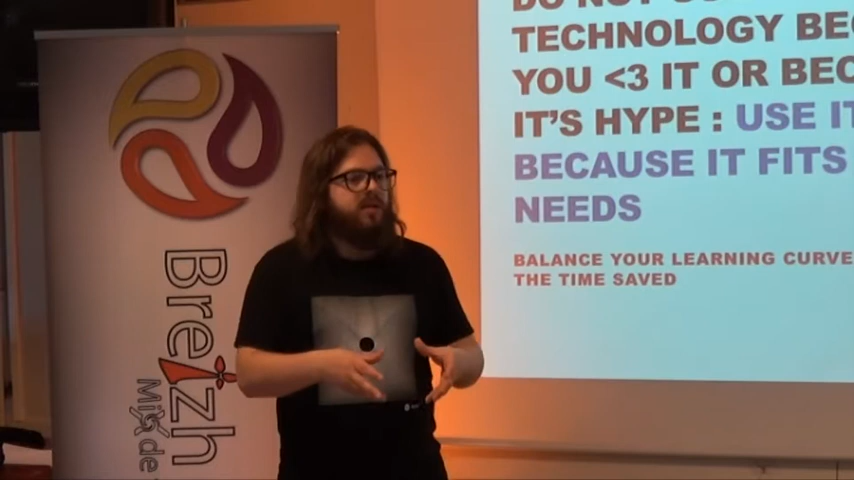 TECHNOLOGY
YOU <3 IT OR
IT'S HYPE : USE
BECAUSE IT FITS
NEEDS
BALANCE YOUR LEARNING CURVE
THE TIME SAVED
Breizh
de